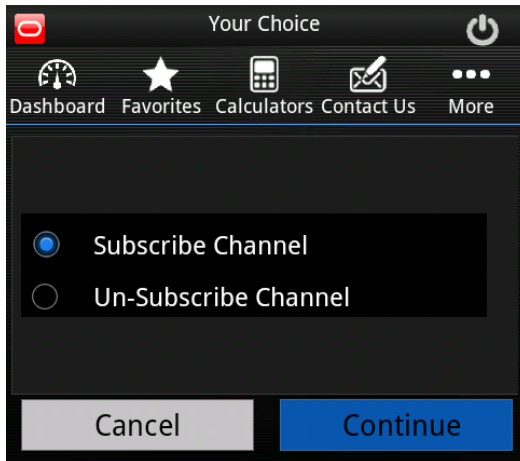 Your Choice
Dashboard Favorites Calculators Contact Us More
Subscribe Channel
Un-Subscribe Channel
Cancel Continue